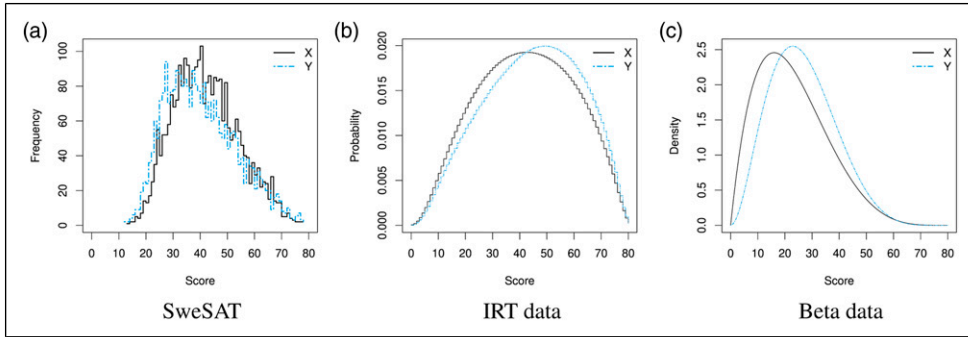 (a)
X
Y
Frequency
100
80
60
40
20
0
0 10 20 30 40 50 60 70 80
Score
SweSAT
(b)
X
Y
Probability
0.020
0.015
0.010
0.005
0.000
0 10 20 30 40 50 60 70 80
Score
IRT data
(c)
X
Y
Density
2.5
2.0
1.5
1.0
0.5
0.0
0 10 20 30 40 50 60 70 80
Score
Beta data